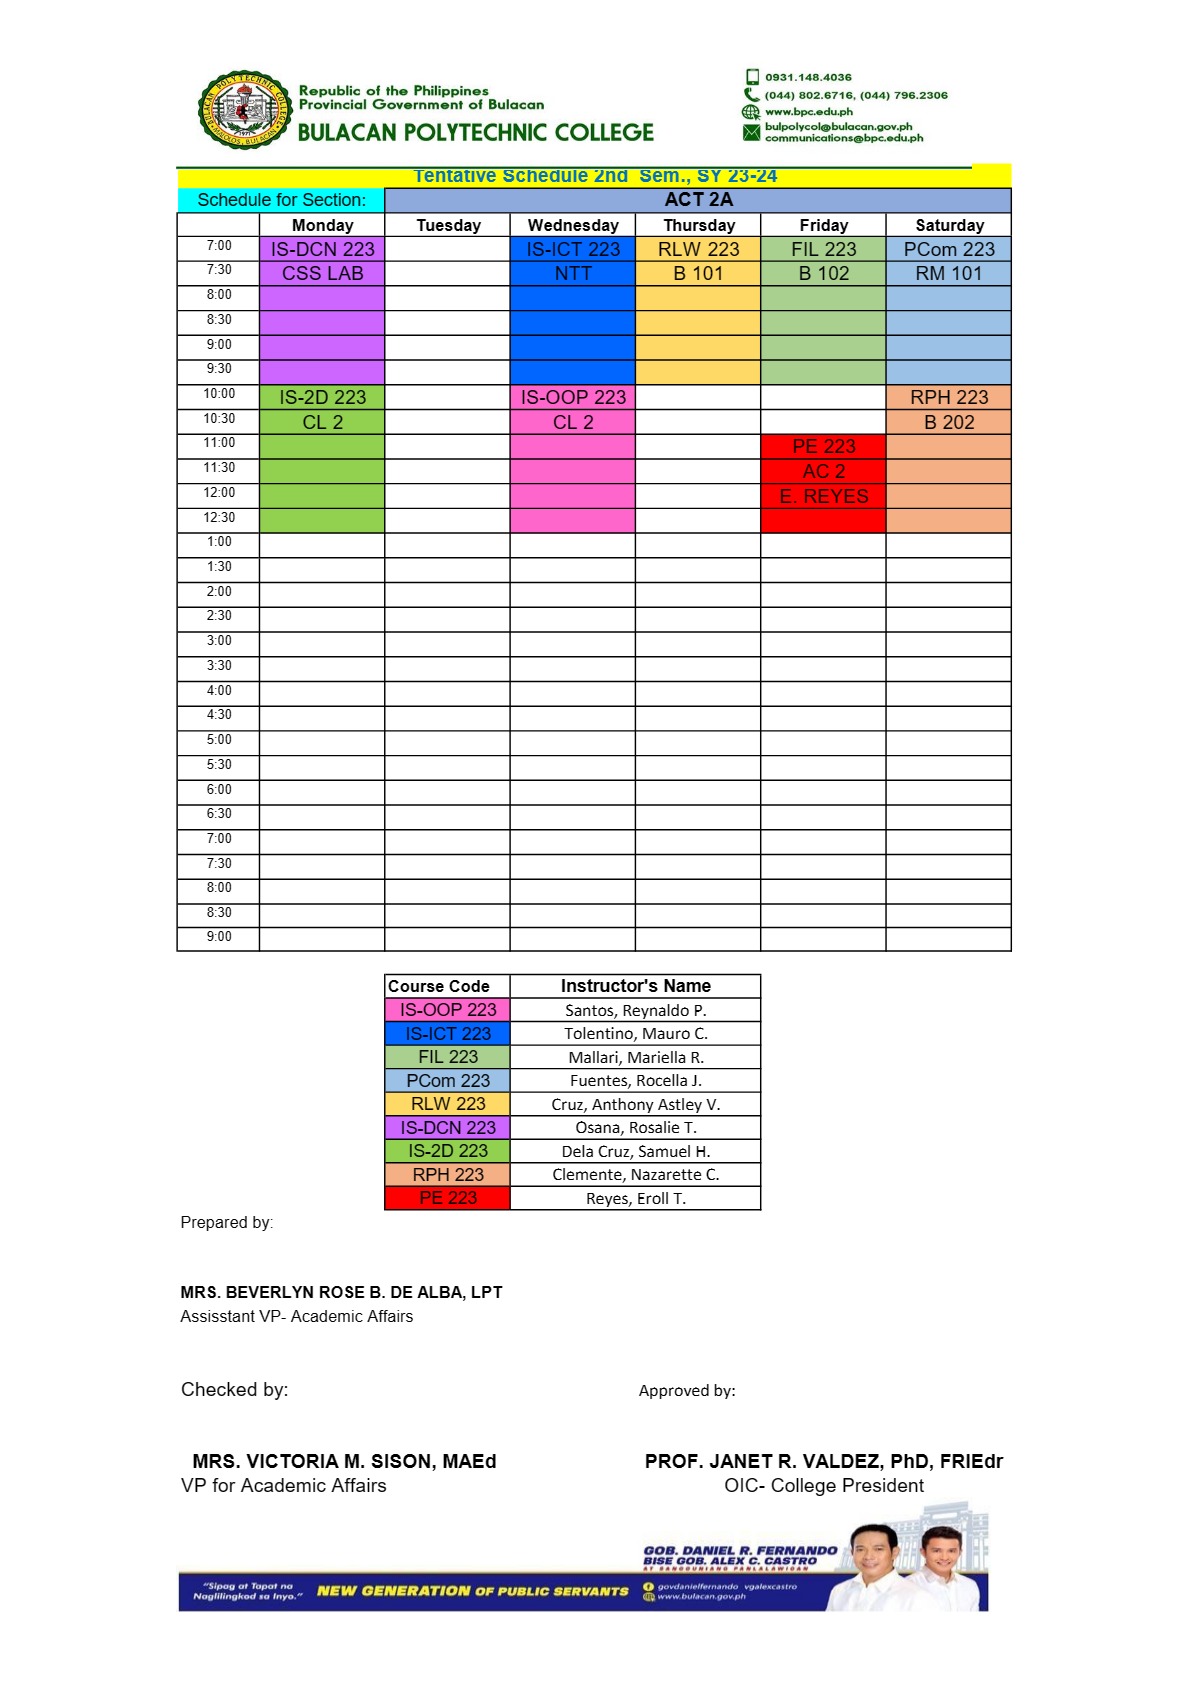 BULACAN POLYTECHNIC COLLEGE
MALOLOS, BULACAN
1971
Republic of the Philippines
Provincial Government of Bulacan
BULACAN POLYTECHNIC COLLEGE
0931.148.4036
(044) 802.6716, (044) 796.2306
www.bpc.edu.ph
bulpolycol@bulacan.gov.ph
communications@bpc.edu.ph
Tentative Schedule 2nd Sem., SY 23-24
Schedule for Section: ACT 2A
Monday Tuesday Wednesday Thursday Friday Saturday
7:00 IS-DCN 223 IS-ICT 223 RLW 223 FIL 223 PCom 223
7:30 CSS LAB NTT B 101 B 102 RM 101
8:00
8:30
9:00
9:30
10:00 IS-2D 223 IS-OOP 223 RPH 223
10:30 CL 2 CL 2 B 202
11:00 PE 223
11:30 AC 2
12:00 E. REYES
12:30
1:00
1:30
2:00
2:30
3:00
3:30
4:00
4:30
5:00
5:30
6:00
6:30
7:00
7:30
8:00
8:30
9:00
Course Code Instructor's Name
IS-OOP 223 Santos, Reynaldo P.
IS-ICT 223 Tolentino, Mauro C.
FIL 223 Mallari, Mariella R.
PCom 223 Fuentes, Rocella J.
RLW 223 Cruz, Anthony Astley V.
IS-DCN 223 Osana, Rosalie T.
IS-2D 223 Dela Cruz, Samuel H.
RPH 223 Clemente, Nazarette C.
PE 223 Reyes, Eroll T.
Prepared by:
MRS. BEVERLYN ROSE B. DE ALBA, LPT
Assisstant VP- Academic Affairs
Checked by: Approved by:
MRS. VICTORIA M. SISON, MAEd PROF. JANET R. VALDEZ, PhD, FRIEdr
VP for Academic Affairs OIC- College President
GOB. DANIEL R. FERNANDO
BISE GOB. ALEX C. CASTRO
AT SANGGUNIANG PANLALAWIGAN
"Sipag at Tapat na
Naglilingkod sa Inyo."
NEW GENERATION OF PUBLIC SERVANTS
govdanielfernando vgalexcastro
www.bulacan.gov.ph